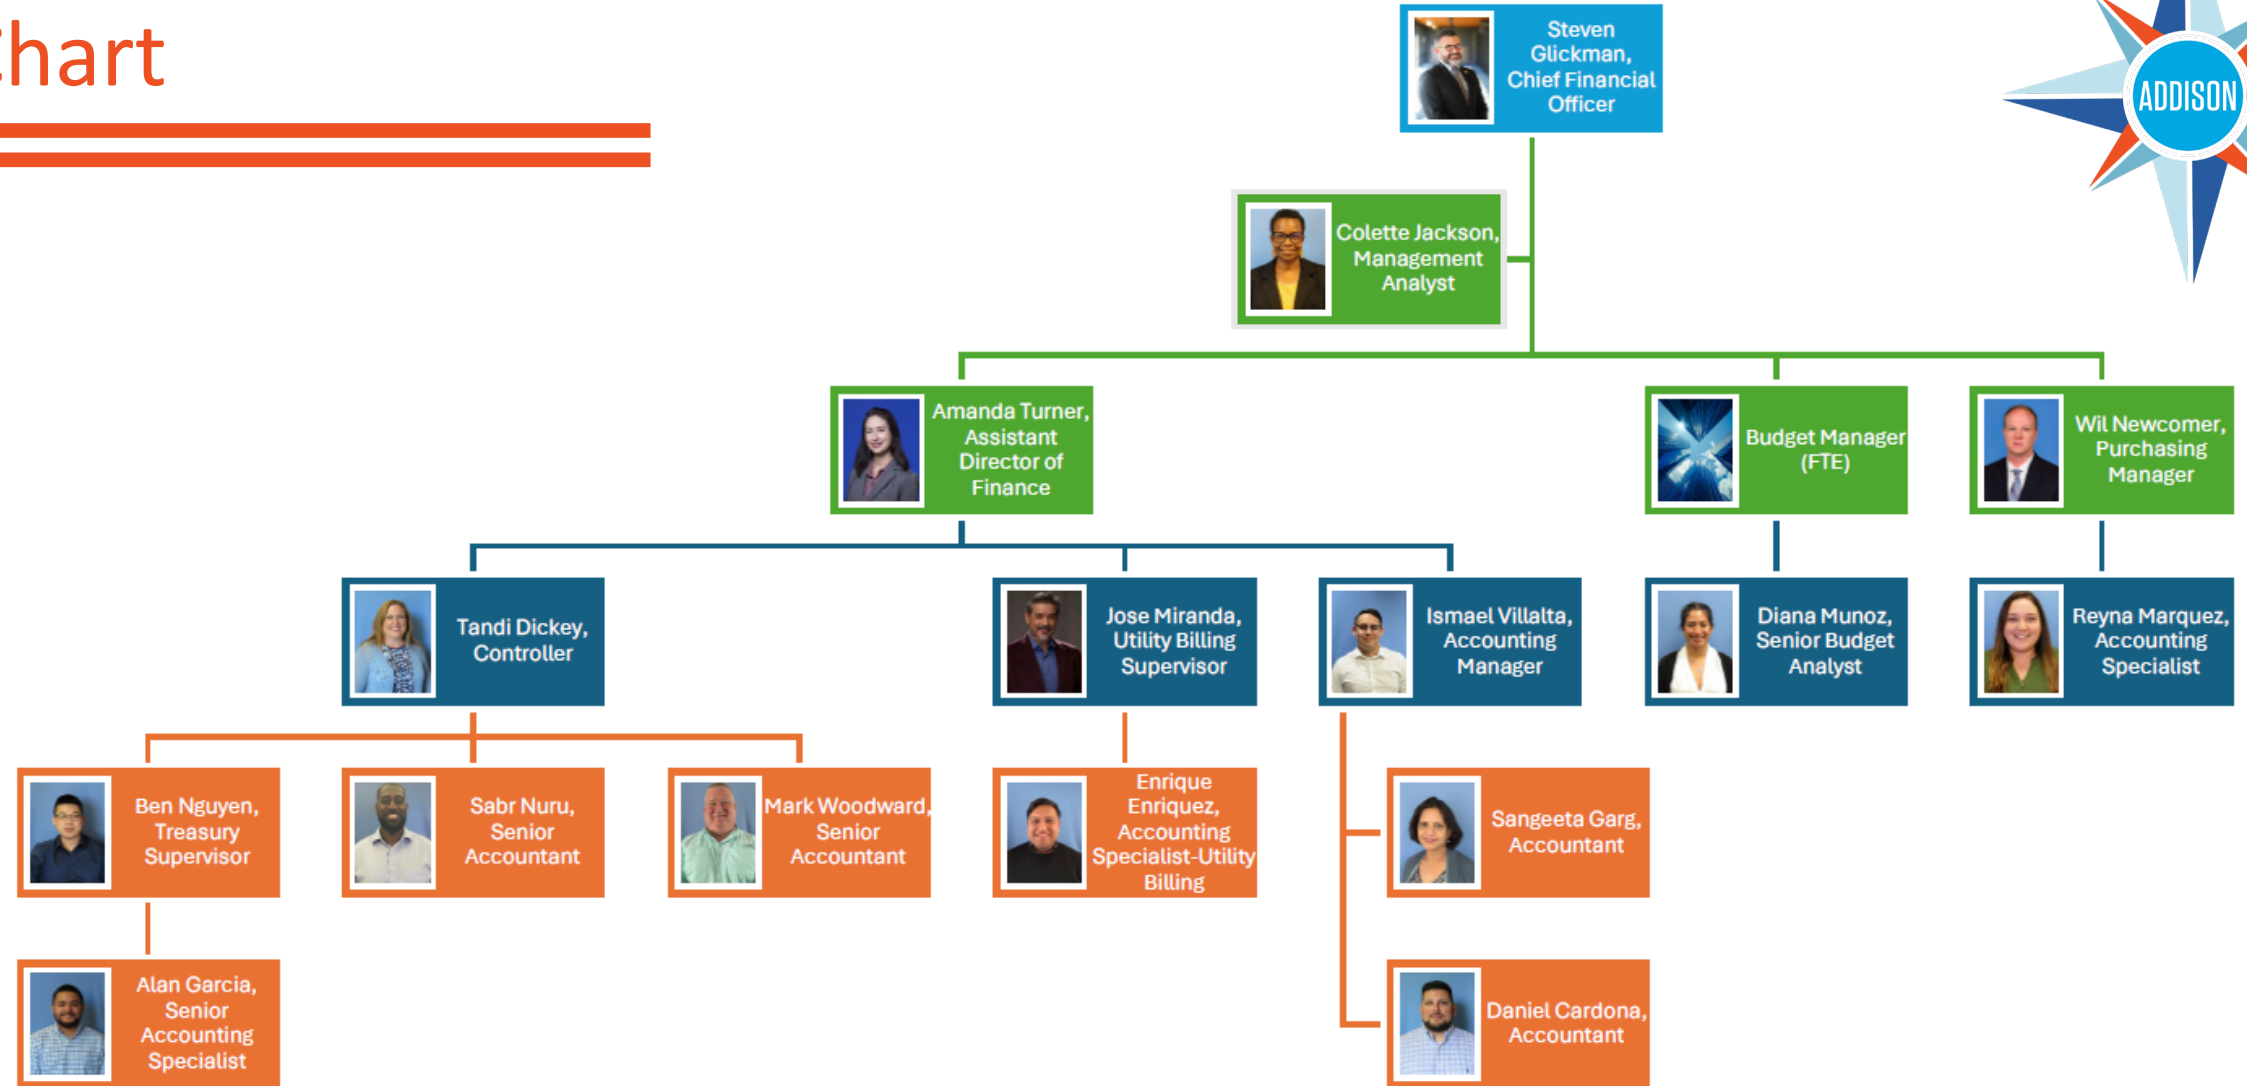 Chart
ADDISON
Steven
Glickman,
Chief Financial
Officer
Colette Jackson,
Management
Analyst
Amanda Turner,
Assistant
Director of
Finance
Budget Manager
(FTE)
Wil Newcomer,
Purchasing
Manager
Tandi Dickey,
Controller
Jose Miranda,
Utility Billing
Supervisor
Ismael Villalta,
Accounting
Manager
Diana Munoz,
Senior Budget
Analyst
Reyna Marquez,
Accounting
Specialist
Ben Nguyen,
Treasury
Supervisor
Sabr Nuru,
Senior
Accountant
Mark Woodward,
Senior
Accountant
Enrique
Enriquez,
Accounting
Specialist-Utility
Billing
Sangeeta Garg,
Accountant
Alan Garcia,
Senior
Accounting
Specialist
Daniel Cardona,
Accountant